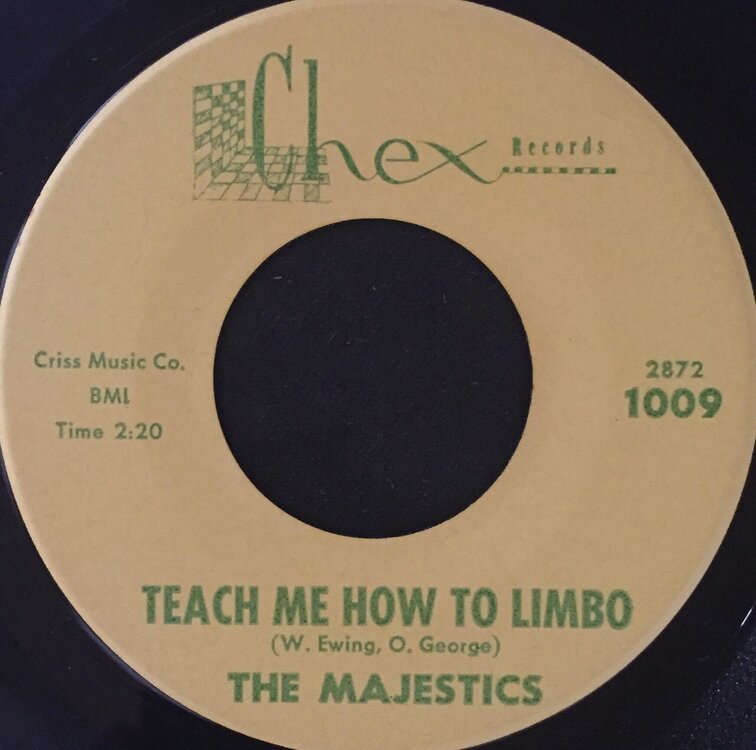 Chex Records
Criss Music Co.
BMI
Time 2:20
2872
1009
TEACH ME HOW TO LIMBO
(W. Ewing, O. George)
THE MAJESTICS